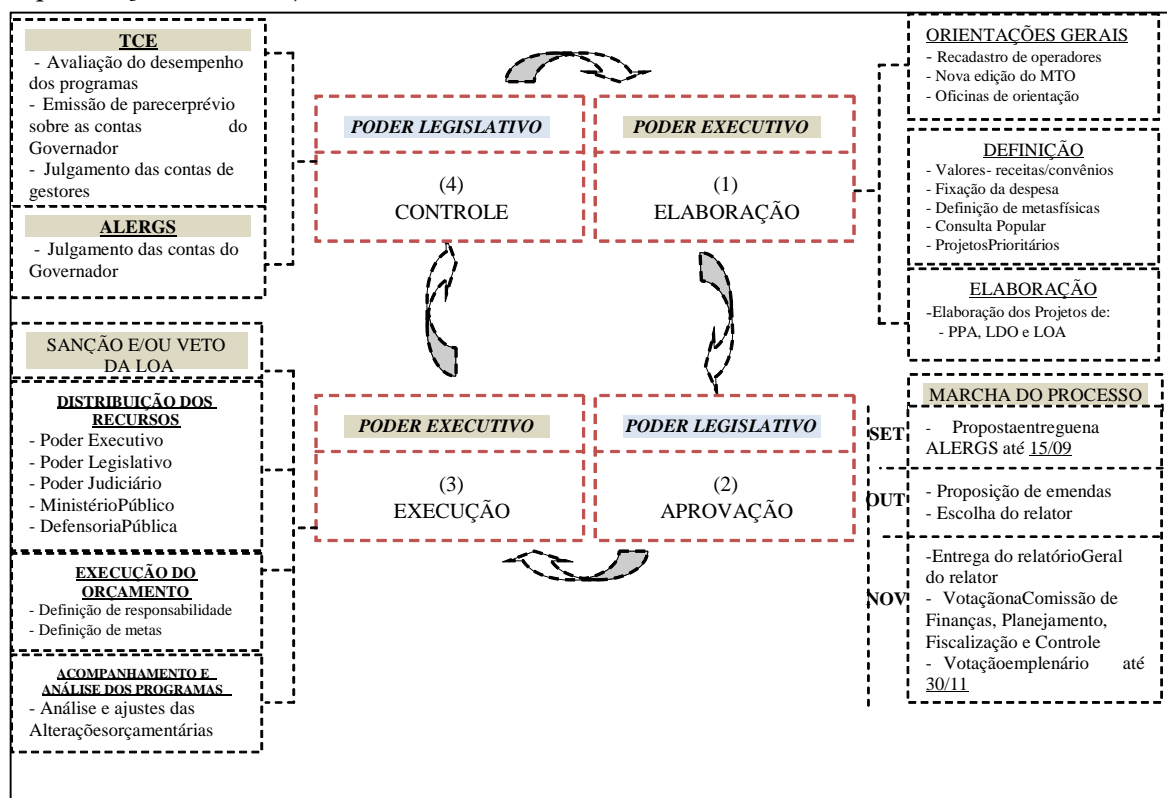 TCE
- Avaliação do desempenho
dos programas
- Emissão de parecerprévio
sobre as contas do
Governador
- Julgamento das contas de
gestores
ALERGS
- Julgamento das contas do
Governador
PODER LEGISLATIVO
(4)
CONTROLE
PODER EXECUTIVO
(1)
ELABORAÇÃO
ORIENTAÇÕES GERAIS
- Recadastro de operadores
- Nova edição do MTO
- Oficinas de orientação
DEFINIÇÃO
- Valores- receitas/convênios
- Fixação da despesa
- Definição de metasfísicas
- Consulta Popular
- ProjetosPrioritários
ELABORAÇÃO
-Elaboração dos Projetos de:
- PPA, LDO e LOA
SANÇÃO E/OU VETO
DA LOA
DISTRIBUIÇÃO DOS
RECURSOS
- Poder Executivo
- Poder Legislativo
- Poder Judiciário
- MinistérioPúblico
- DefensoriaPública
EXECUÇÃO DO
ORÇAMENTO
- Definição de responsabilidade
- Definição de metas
ACOMPANHAMENTO E
ANÁLISE DOS PROGRAMAS
- Análise e ajustes das
Alteraçõesorçamentárias
PODER EXECUTIVO
(3)
EXECUÇÃO
PODER LEGISLATIVO
(2)
APROVAÇÃO
MARCHA DO PROCESSO
SET
- Propostaentreguena
ALERGS até 15/09
OUT
- Proposição de emendas
- Escolha do relator
NOV
-Entrega do relatórioGeral
do relator
- VotaçãonaComissão de
Finanças, Planejamento,
Fiscalização e Controle
- Votaçãoemplenário até
30/11